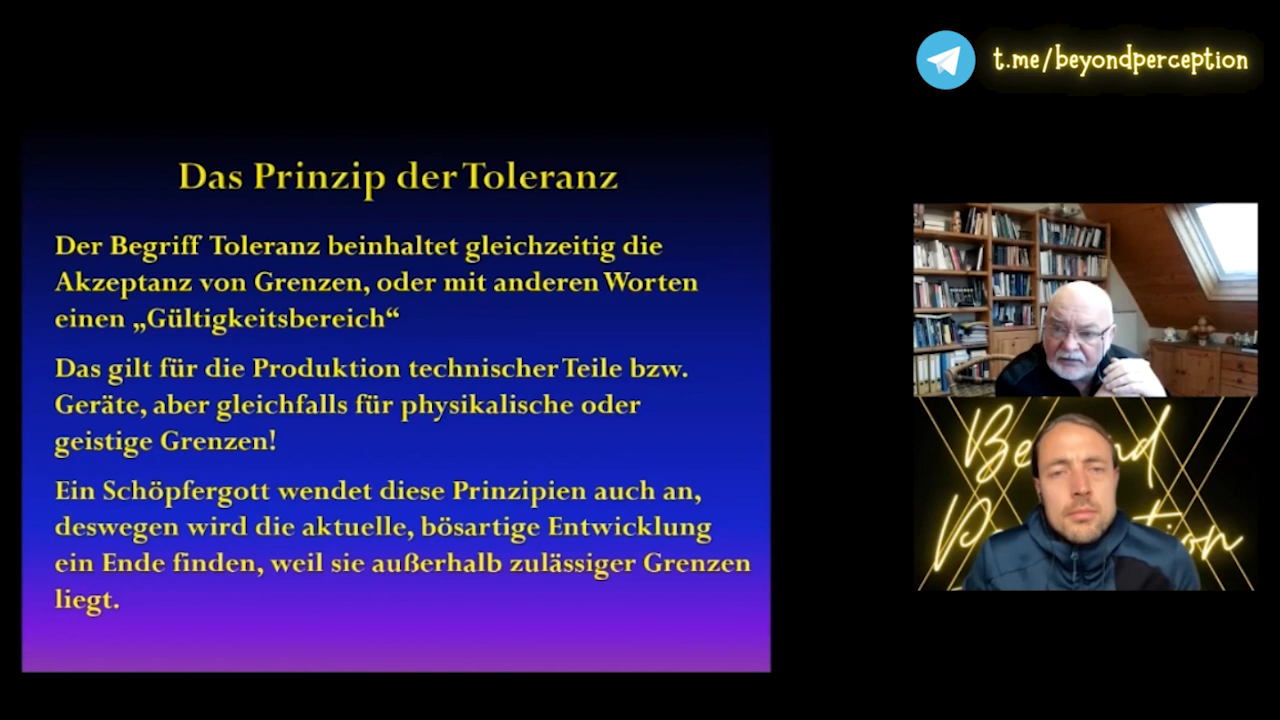 t.me/beyondperception
Das Prinzip der Toleranz
Der Begriff Toleranz beinhaltet gleichzeitig die
Akzeptanz von Grenzen, oder mit anderen Worten
einen „Gültigkeitsbereich“
Das gilt für die Produktion technischer Teile bzw.
Geräte, aber gleichfalls für physikalische oder
geistige Grenzen!
Ein Schöpfergott wendet diese Prinzipien auch an,
deswegen wird die aktuelle, bösartige Entwicklung
ein Ende finden, weil sie außerhalb zulässiger Grenzen
liegt.